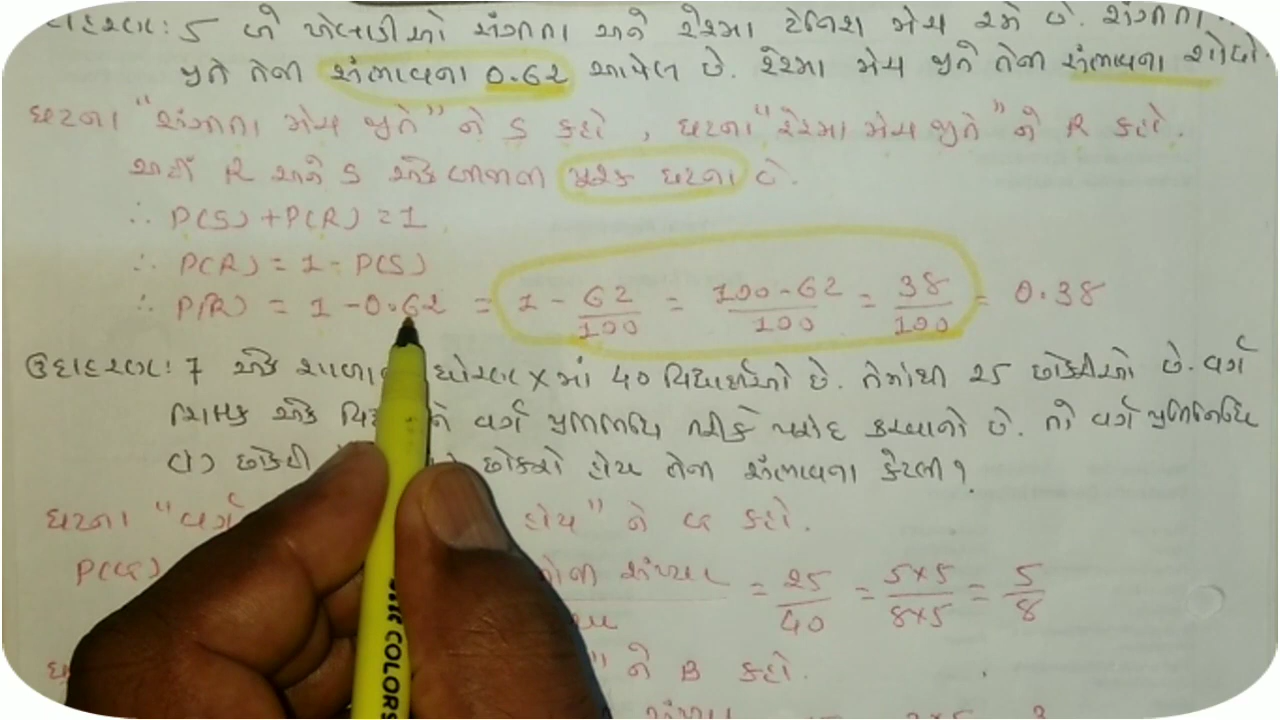 ઉદાહરણ: 5 બે ખેલાડીઓ સંગીતા અને રેશ્મા ટેનિસ મેચ રમે છે. સંગીતા
જીતે તેની સંભાવના 0.62 આપેલ છે. રેશ્મા મેચ જીતે તેની સંભાવના શોધો.
ઘટના "સંગીતા મેચ જીતે" ને S કહો , ઘટના "રેશ્મા મેચ જીતે" ને R કહો.
અહીં R અને S એકબીજાની પૂરક ઘટના છે.
∴ P(S) + P(R) = 1
∴ P(R) = 1 - P(S)
∴ P(R) = 1 - 0.62 = 1 - 62/100 = 100-62/100 = 38/100 = 0.38
ઉદાહરણ: 7 એક શાળાના ધોરણ X માં 40 વિદ્યાર્થીઓ છે. તેમાંથી 25 છોકરીઓ છે. વર્ગ
શિક્ષક એક ને વર્ગ પ્રતિનિધિ તરીકે પસંદ કરવાનો છે. તો વર્ગ પ્રતિનિધિ
(1) છોકરી છોકરો હોય તેની સંભાવના કેટલી?
ઘટના "વર્ગ હોય" ને G કહો.
P(G) સંખ્યા = 25/40 = 5×5/8×5 = 5/8
" ને B કહો.
સંખ્યા